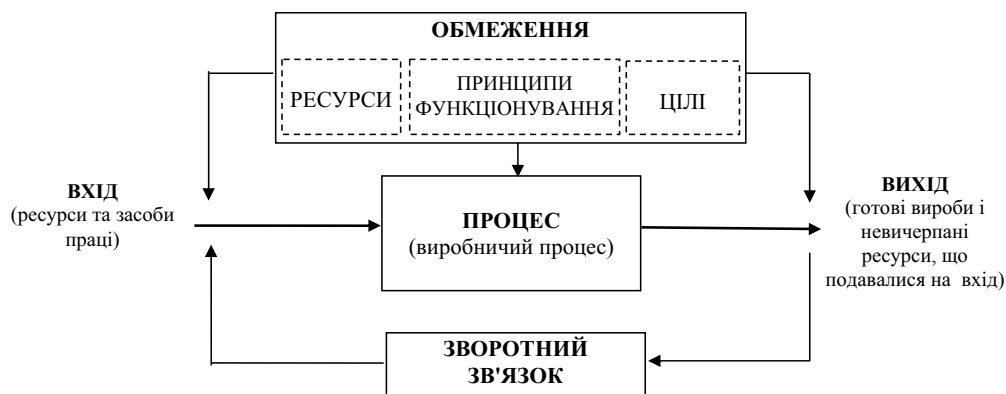 ОБМЕЖЕННЯ
РЕСУРСИ
ПРИНЦИПИ
ФУНКЦІОНУВАННЯ
ЦІЛІ
ВХІД
(ресурси та засоби
праці)
ПРОЦЕС
(виробничий процес)
ВИХІД
(готові вироби і
невичерпані
ресурси, що
подавалися на вхід)
ЗВОРОТНИЙ
ЗВ'ЯЗОК